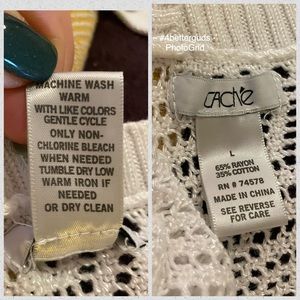 MACHINE WASH
WARM
WITH LIKE COLORS
GENTLE CYCLE
ONLY NON-
CHLORINE BLEACH
WHEN NEEDED
TUMBLE DRY LOW
WARM IRON IF
NEEDED
OR DRY CLEAN
- #4betterguds -
PhotoGrid
CACHE
L
65% RAYON
35% COTTON
RN # 74578
MADE IN CHINA
SEE REVERSE
FOR CARE